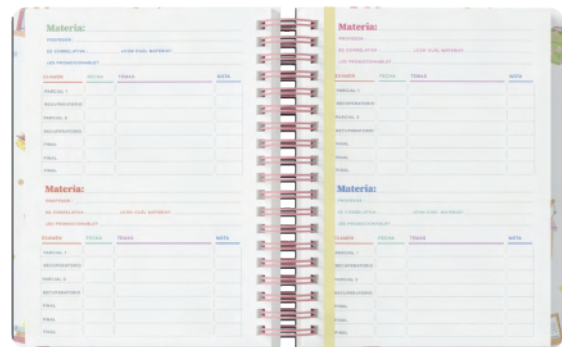 Materia:
PROFESOR:
ES CORRELATIVA: ¿CON CUÁL MATERIA?
¿ES PROMOCIONABLE?
EXAMEN FECHA TEMAS NOTA
PARCIAL 1
RECUPERATORIO
PARCIAL 2
RECUPERATORIO
FINAL
FINAL
FINAL
Materia:
PROFESOR:
ES CORRELATIVA: ¿CON CUÁL MATERIA?
¿ES PROMOCIONABLE?
EXAMEN FECHA TEMAS NOTA
PARCIAL 1
RECUPERATORIO
PARCIAL 2
RECUPERATORIO
FINAL
FINAL
FINAL
Materia:
PROFESOR:
ES CORRELATIVA: ¿CON CUÁL MATERIA?
¿ES PROMOCIONABLE?
EXAMEN FECHA TEMAS NOTA
PARCIAL 1
RECUPERATORIO
PARCIAL 2
RECUPERATORIO
FINAL
FINAL
FINAL
Materia:
PROFESOR:
ES CORRELATIVA: ¿CON CUÁL MATERIA?
¿ES PROMOCIONABLE?
EXAMEN FECHA TEMAS NOTA
PARCIAL 1
RECUPERATORIO
PARCIAL 2
RECUPERATORIO
FINAL
FINAL
FINAL